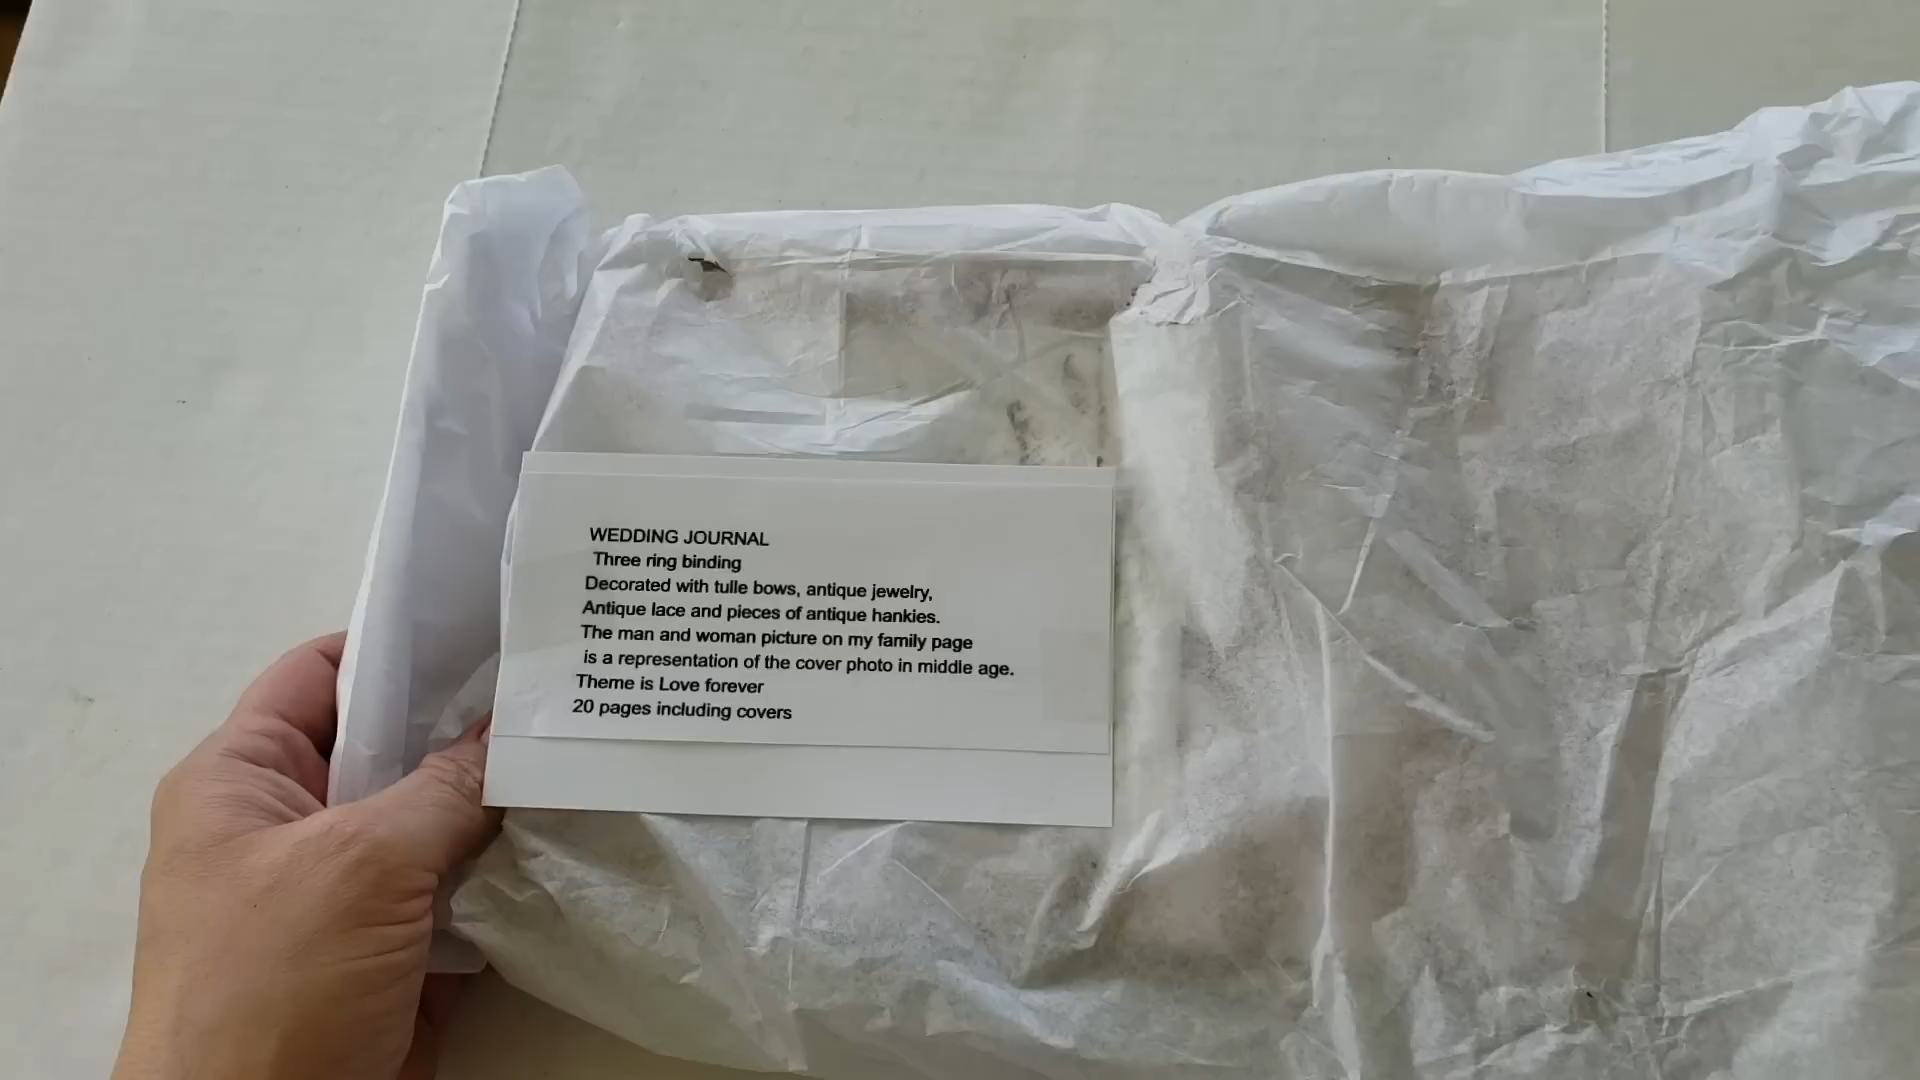 WEDDING JOURNAL
Three ring binding
Decorated with tulle bows, antique jewelry,
Antique lace and pieces of antique hankies.
The man and woman picture on my family page
is a representation of the cover photo in middle age.
Theme is Love forever
20 pages including covers